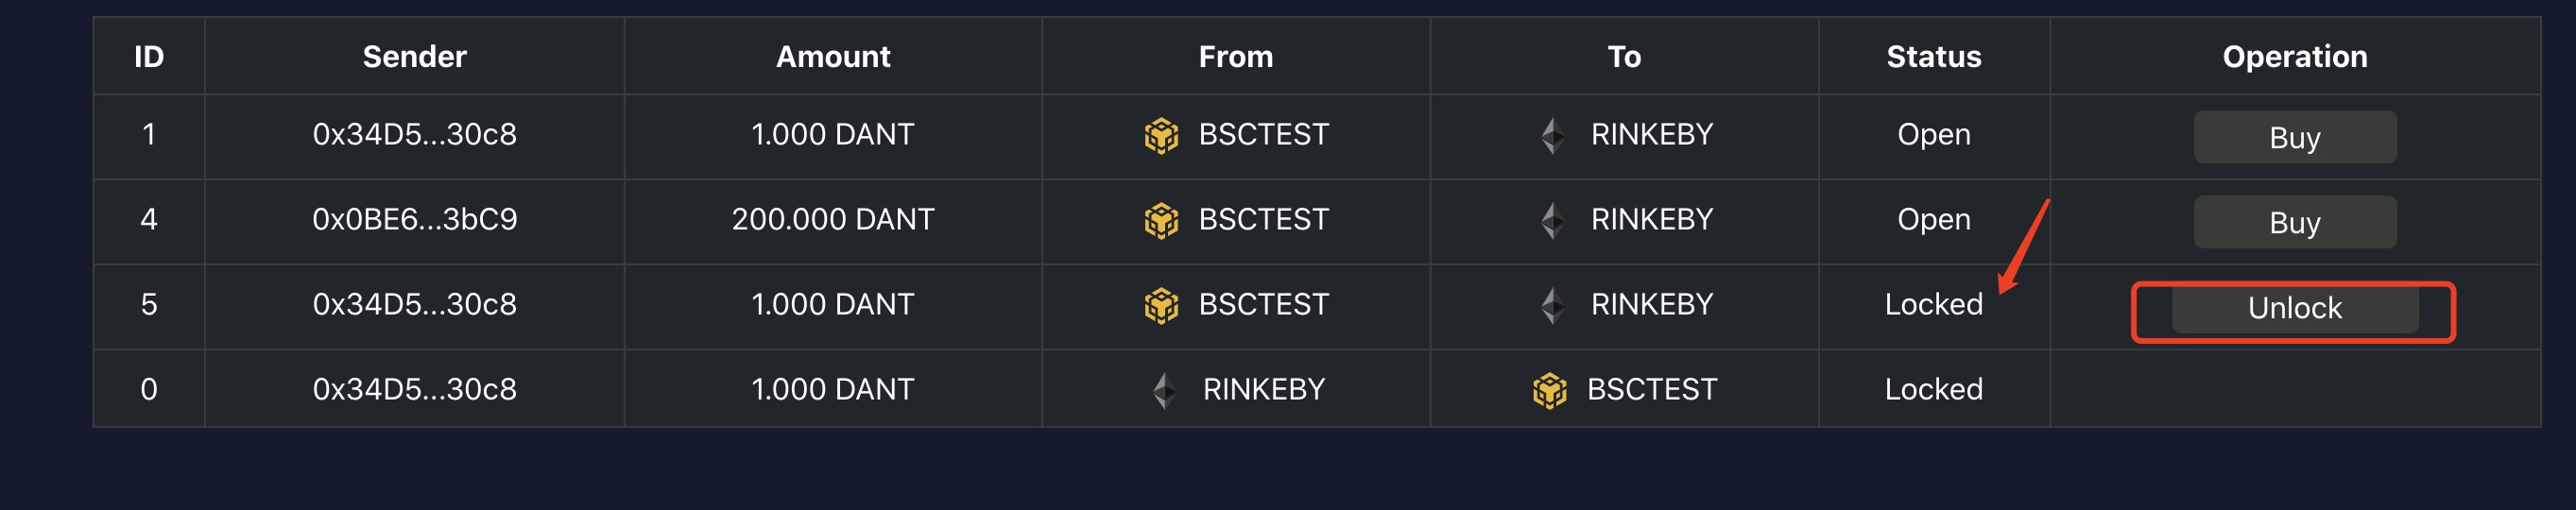 ID Sender Amount From To Status Operation
1 0x34D5...30c8 1.000 DANT BSCTEST RINKEBY Open Buy
4 0x0BE6...3bC9 200.000 DANT BSCTEST RINKEBY Open Buy
5 0x34D5...30c8 1.000 DANT BSCTEST RINKEBY Locked Unlock
0 0x34D5...30c8 1.000 DANT RINKEBY BSCTEST Locked